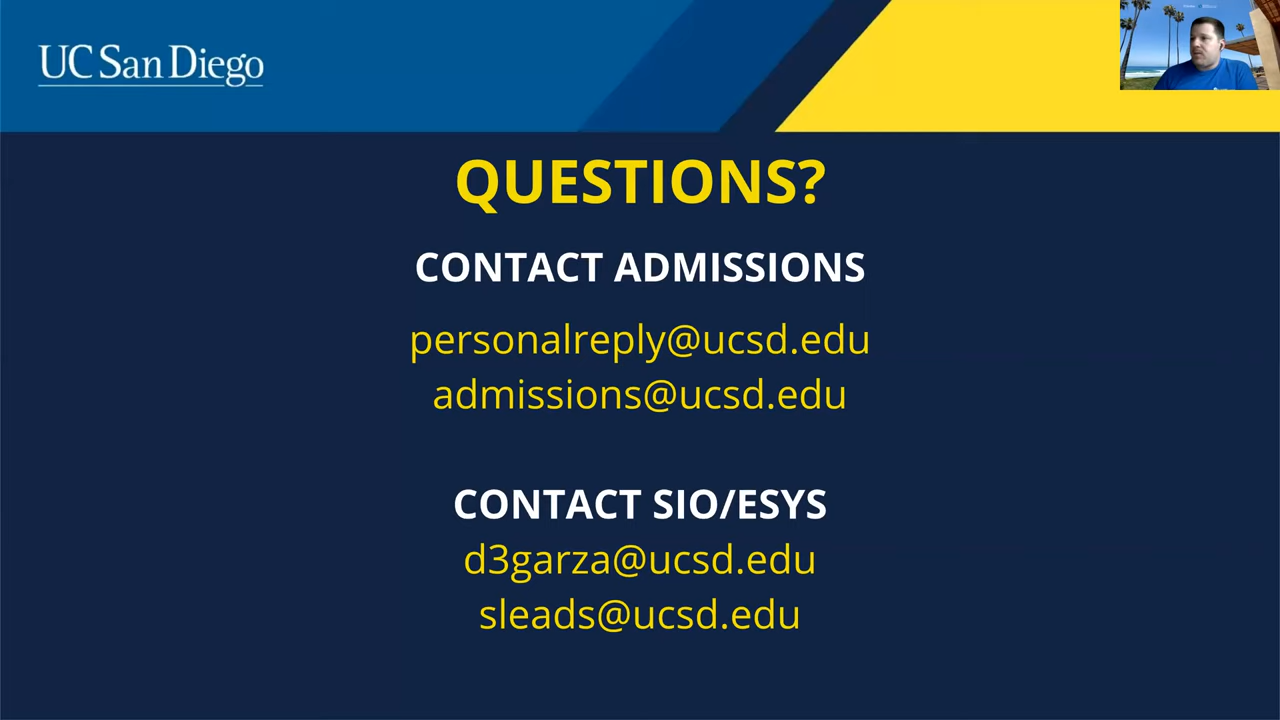 UC San Diego
QUESTIONS?
CONTACT ADMISSIONS
personalreply@ucsd.edu
admissions@ucsd.edu
CONTACT SIO/ESYS
d3garza@ucsd.edu
sleads@ucsd.edu